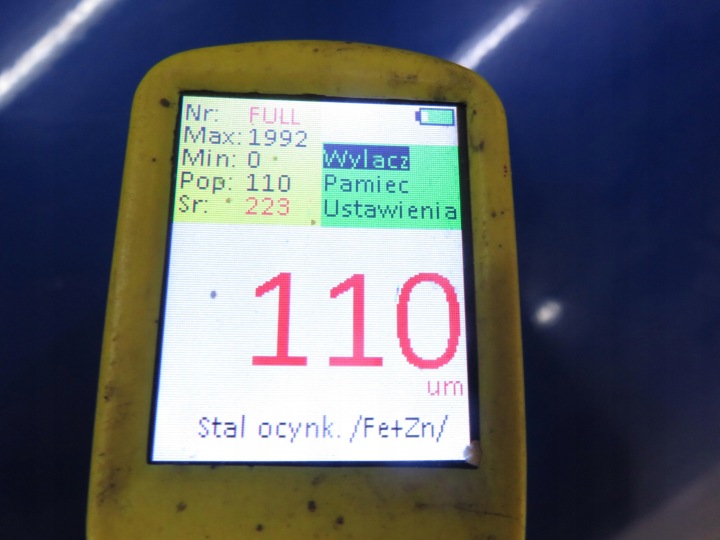 Nr: FULL
Max: 1992
Min: 0
Pop: 110
Sr: 223
Wylacz
Pamiec
Ustawienia
110
um
Stal ocynk. /Fe+Zn/